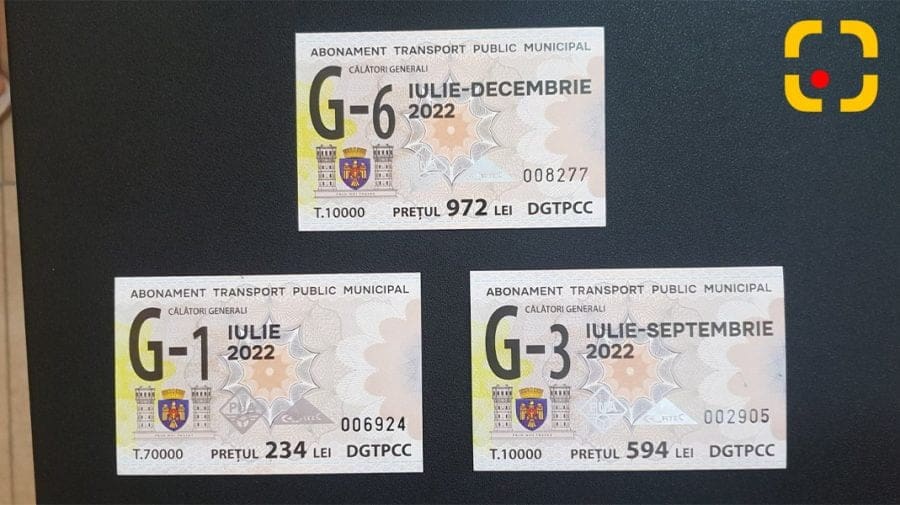 ABONAMENT TRANSPORT PUBLIC MUNICIPAL
CĂLĂTORI GENERALI
G-6 IULIE-DECEMBRIE
2022
008277
T.10000 PREȚUL 972 LEI DGTPCC
ABONAMENT TRANSPORT PUBLIC MUNICIPAL
CĂLĂTORI GENERALI
G-1 IULIE
2022
006924
T.70000 PREȚUL 234 LEI DGTPCC
ABONAMENT TRANSPORT PUBLIC MUNICIPAL
CĂLĂTORI GENERALI
G-3 IULIE-SEPTEMBRIE
2022
002905
T.10000 PREȚUL 594 LEI DGTPCC